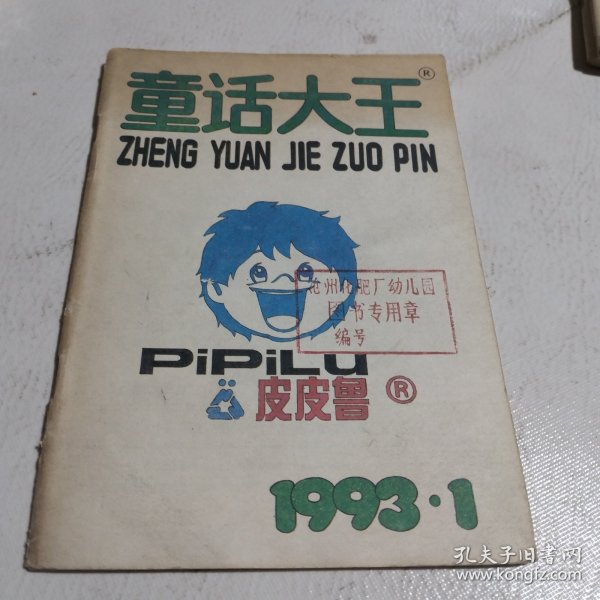 童话大王®
ZHENG YUAN JIE ZUO PIN
沧州化肥厂幼儿园
图书专用章
编号
PiPiLu
皮皮鲁®
1993·1
孔夫子旧书网
www.kongfz.com